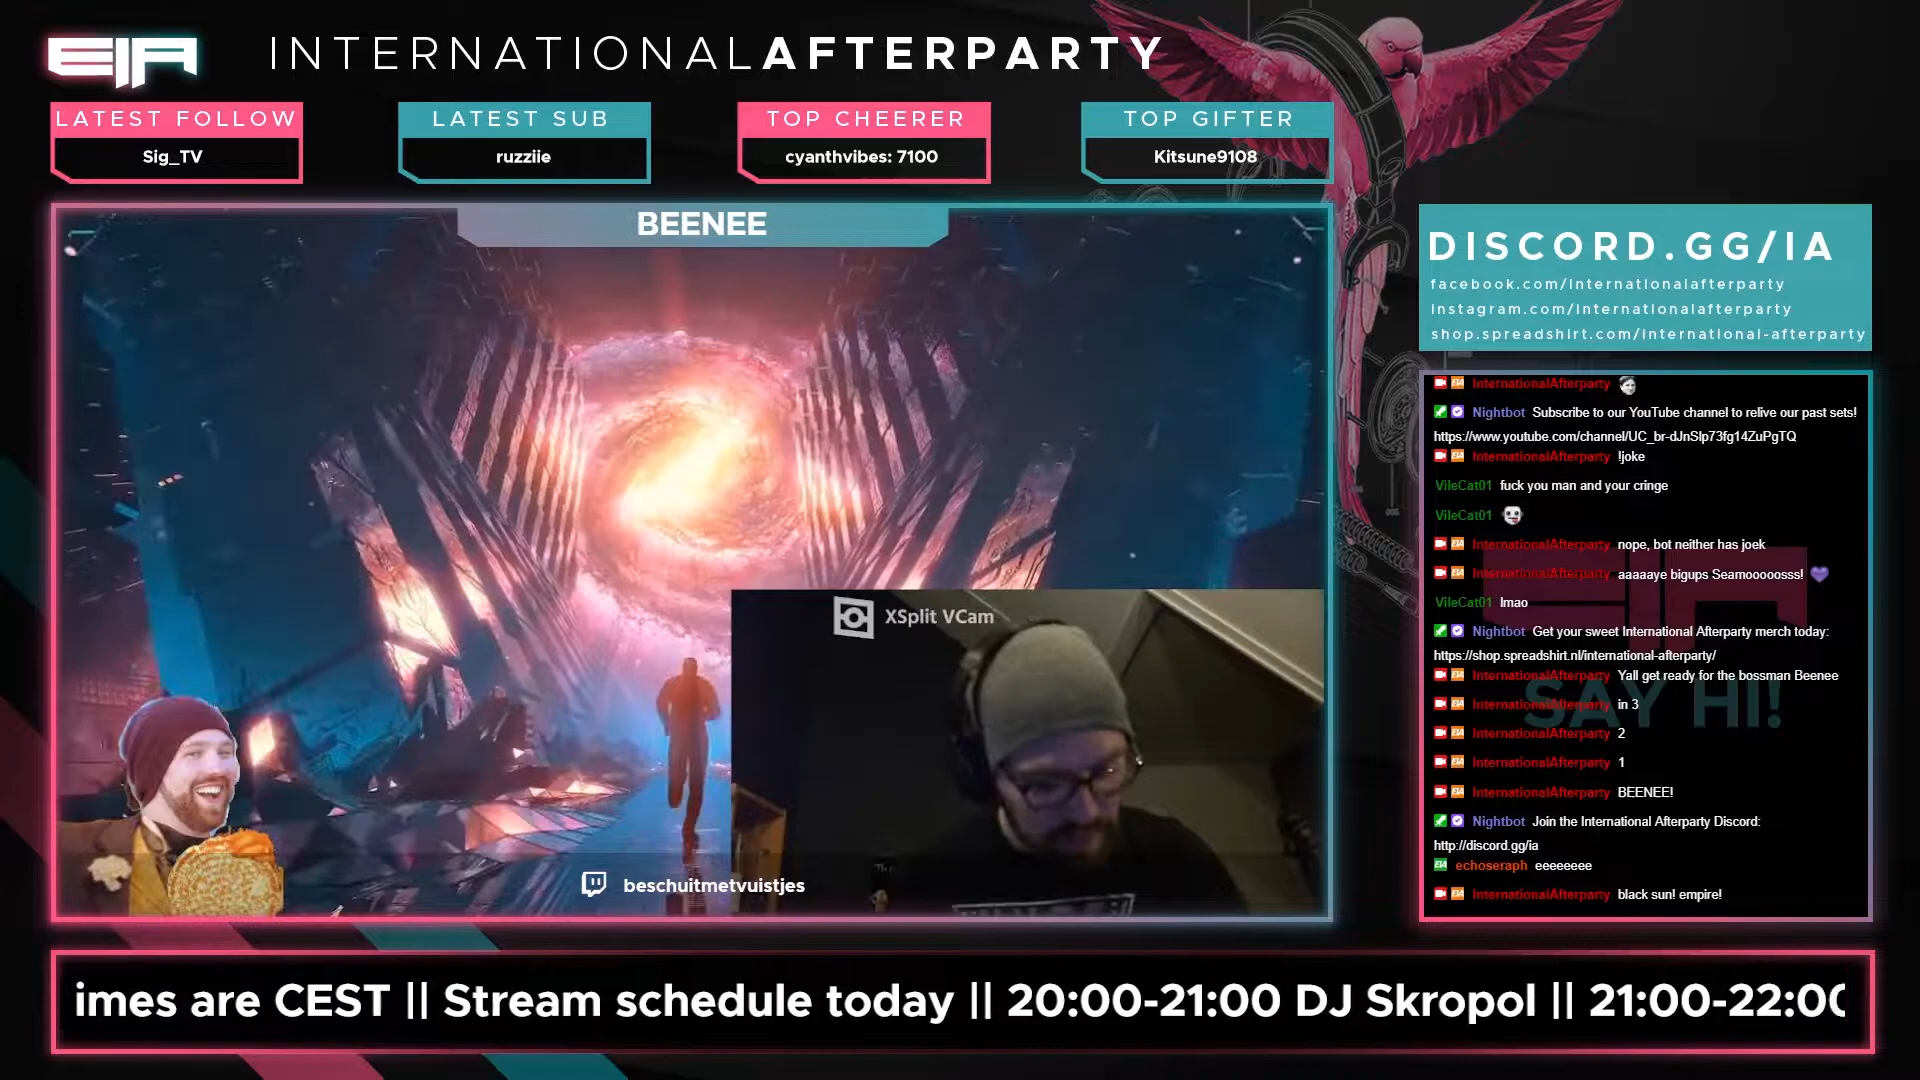 EIA
INTERNATIONALAFTERPARTY
LATEST FOLLOW
Sig_TV
LATEST SUB
ruzziie
TOP CHEERER
cyanthvibes: 7100
TOP GIFTER
Kitsune9108
BEENEE
XSplit VCam
beschuitmetvuistjes
DISCORD.GG/IA
facebook.com/internationalafterparty
instagram.com/internationalafterparty
shop.spreadshirt.com/international-afterparty
InternationalAfterparty
Nightbot Subscribe to our YouTube channel to relive our past sets!
https://www.youtube.com/channel/UC_br-dJnSlp73fg14ZuPgTQ
InternationalAfterparty !joke
VileCat01 fuck you man and your cringe
VileCat01
InternationalAfterparty nope, bot neither has joek
InternationalAfterparty aaaaaye bigups Seamooooosss!
VileCat01 lmao
Nightbot Get your sweet International Afterparty merch today:
https://shop.spreadshirt.nl/international-afterparty/
InternationalAfterparty Yall get ready for the bossman Beenee
InternationalAfterparty in 3
InternationalAfterparty 2
InternationalAfterparty 1
InternationalAfterparty BEENEE!
Nightbot Join the International Afterparty Discord:
http://discord.gg/ia
echoseraph eeeeeeee
InternationalAfterparty black sun! empire!
SAY HI!
imes are CEST || Stream schedule today || 20:00-21:00 DJ Skropol || 21:00-22:00